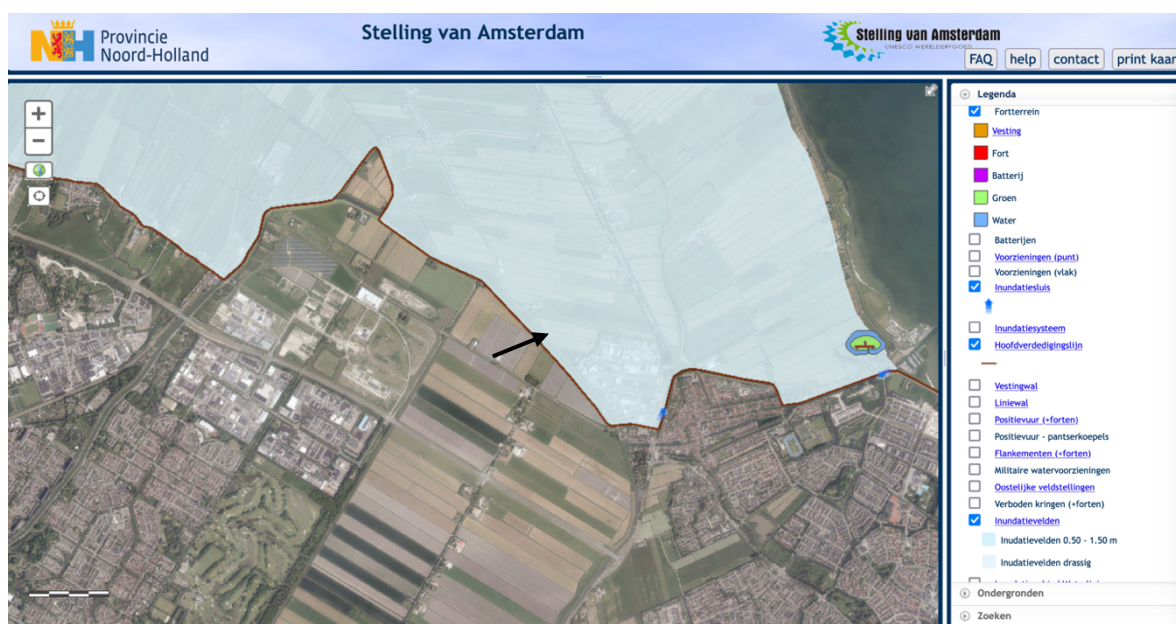 Provincie
Noord-Holland
Stelling van Amsterdam
Stelling van Amsterdam
UNESCO WERELDERFGOED
FAQ
help
contact
print kaar
+
−
Legenda
Fortterrein
Vesting
Fort
Batterij
Groen
Water
Batterijen
Voorzieningen (punt)
Voorzieningen (vlak)
Inundatiesluis
Inundatiesysteem
Hoofdverdedigingslijn
Vestingwal
Liniewal
Positievuur (+forten)
Positievuur - pantserkoepels
Flankementen (+forten)
Militaire watervoorzieningen
Oostelijke veldstellingen
Verboden kringen (+forten)
Inundatievelden
Inudatievelden 0.50 - 1.50 m
Inudatievelden drassig
Ondergronden
Zoeken